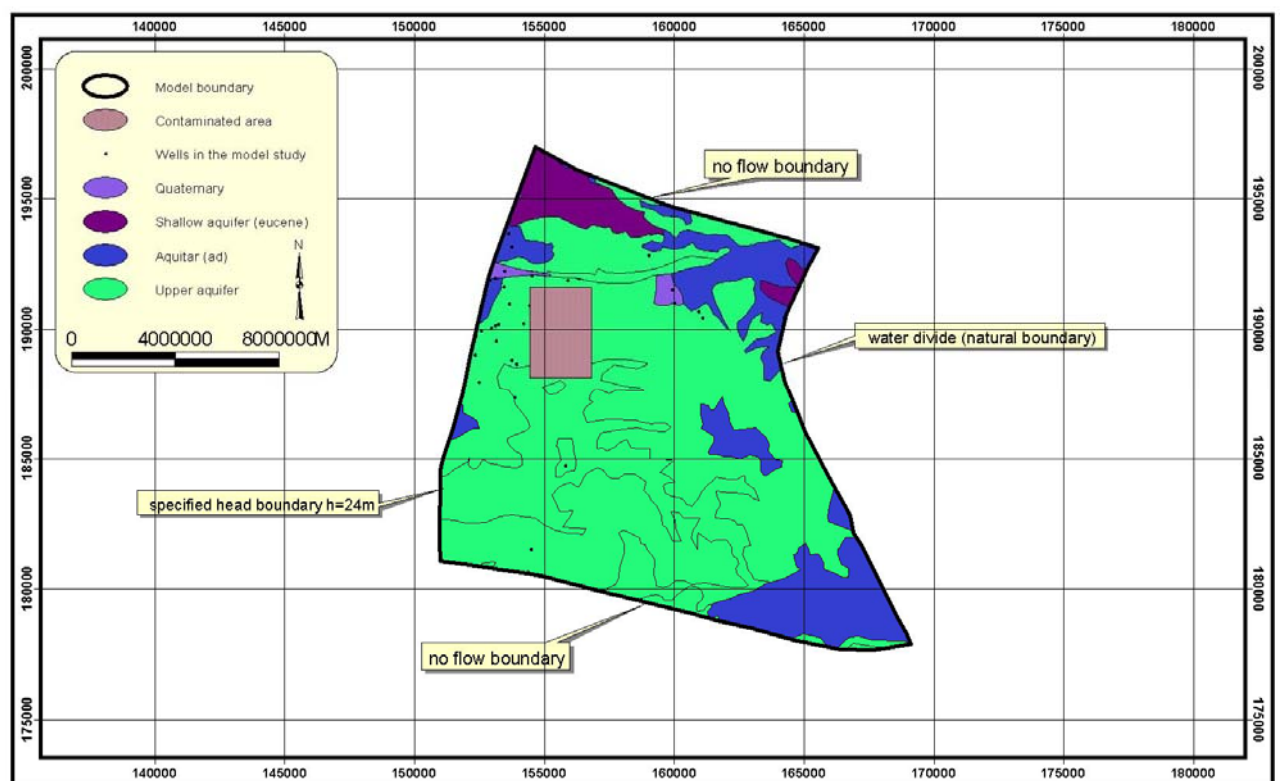 140000 145000 150000 155000 160000 165000 170000 175000 180000
200000 200000
Model boundary
Contaminated area
Wells in the model study
Quaternary
Shallow aquifer (eucene)
Aquitar (ad)
Upper aquifer
N
0 4000000 8000000M
no flow boundary
195000 195000
190000 190000
water divide (natural boundary)
185000 185000
specified head boundary h=24m
180000 180000
no flow boundary
175000 175000
140000 145000 150000 155000 160000 165000 170000 175000 180000